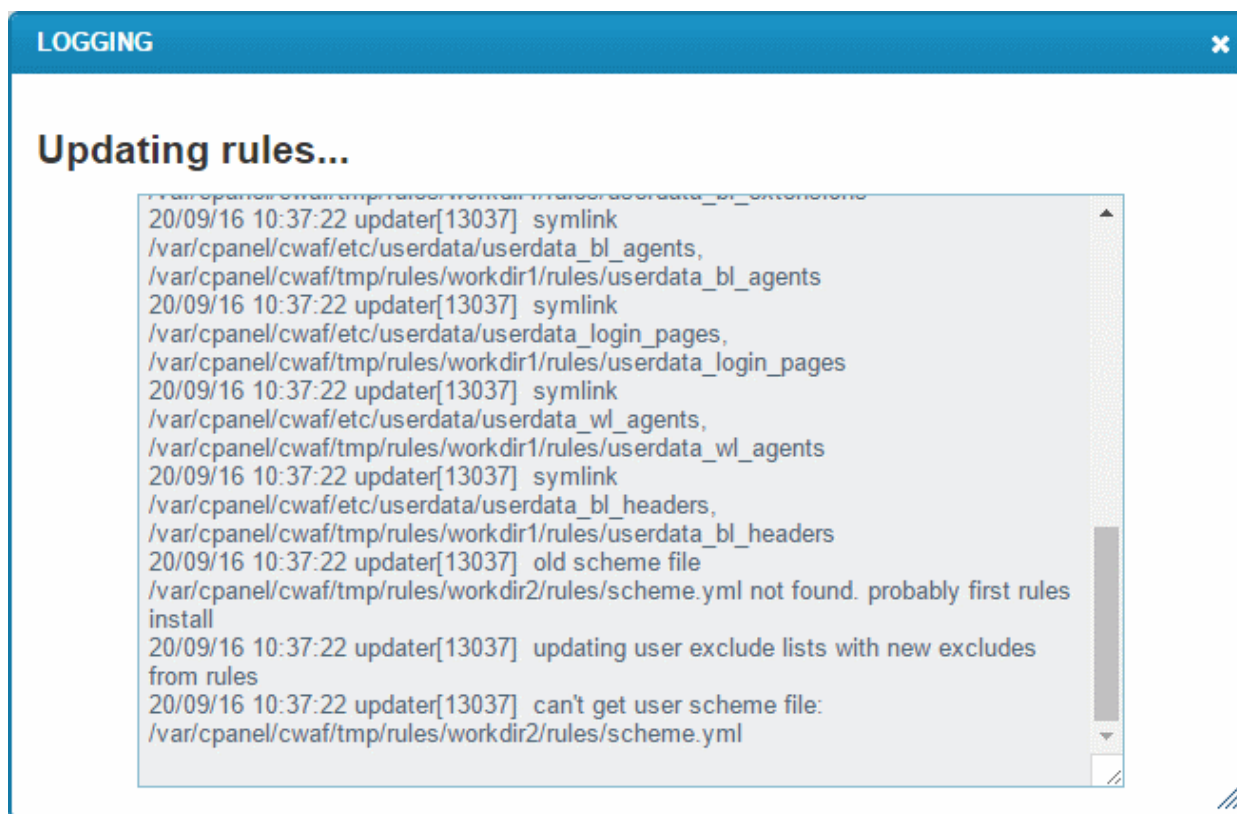 LOGGING
Updating rules...
/var/cpanel/cwaf/tmp/rules/workdir1/rules/userdata_bl_extensions
20/09/16 10:37:22 updater[13037]  symlink
/var/cpanel/cwaf/etc/userdata/userdata_bl_agents,
/var/cpanel/cwaf/tmp/rules/workdir1/rules/userdata_bl_agents
20/09/16 10:37:22 updater[13037]  symlink
/var/cpanel/cwaf/etc/userdata/userdata_login_pages,
/var/cpanel/cwaf/tmp/rules/workdir1/rules/userdata_login_pages
20/09/16 10:37:22 updater[13037]  symlink
/var/cpanel/cwaf/etc/userdata/userdata_wl_agents,
/var/cpanel/cwaf/tmp/rules/workdir1/rules/userdata_wl_agents
20/09/16 10:37:22 updater[13037]  symlink
/var/cpanel/cwaf/etc/userdata/userdata_bl_headers,
/var/cpanel/cwaf/tmp/rules/workdir1/rules/userdata_bl_headers
20/09/16 10:37:22 updater[13037]  old scheme file
/var/cpanel/cwaf/tmp/rules/workdir2/rules/scheme.yml not found. probably first rules
install
20/09/16 10:37:22 updater[13037]  updating user exclude lists with new excludes
from rules
20/09/16 10:37:22 updater[13037]  can't get user scheme file:
/var/cpanel/cwaf/tmp/rules/workdir2/rules/scheme.yml